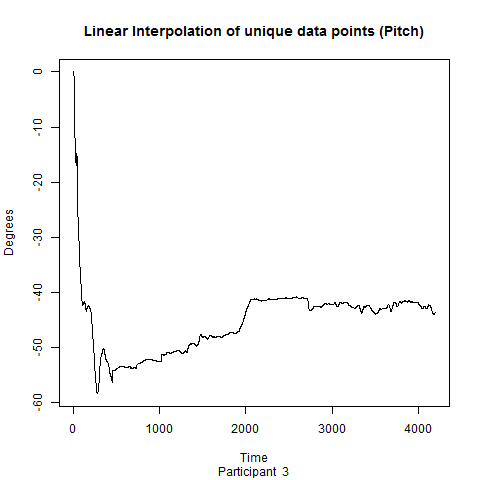 Linear Interpolation of unique data points (Pitch)
Degrees
0
-10
-20
-30
-40
-50
-60
0 1000 2000 3000 4000
Time
Participant 3